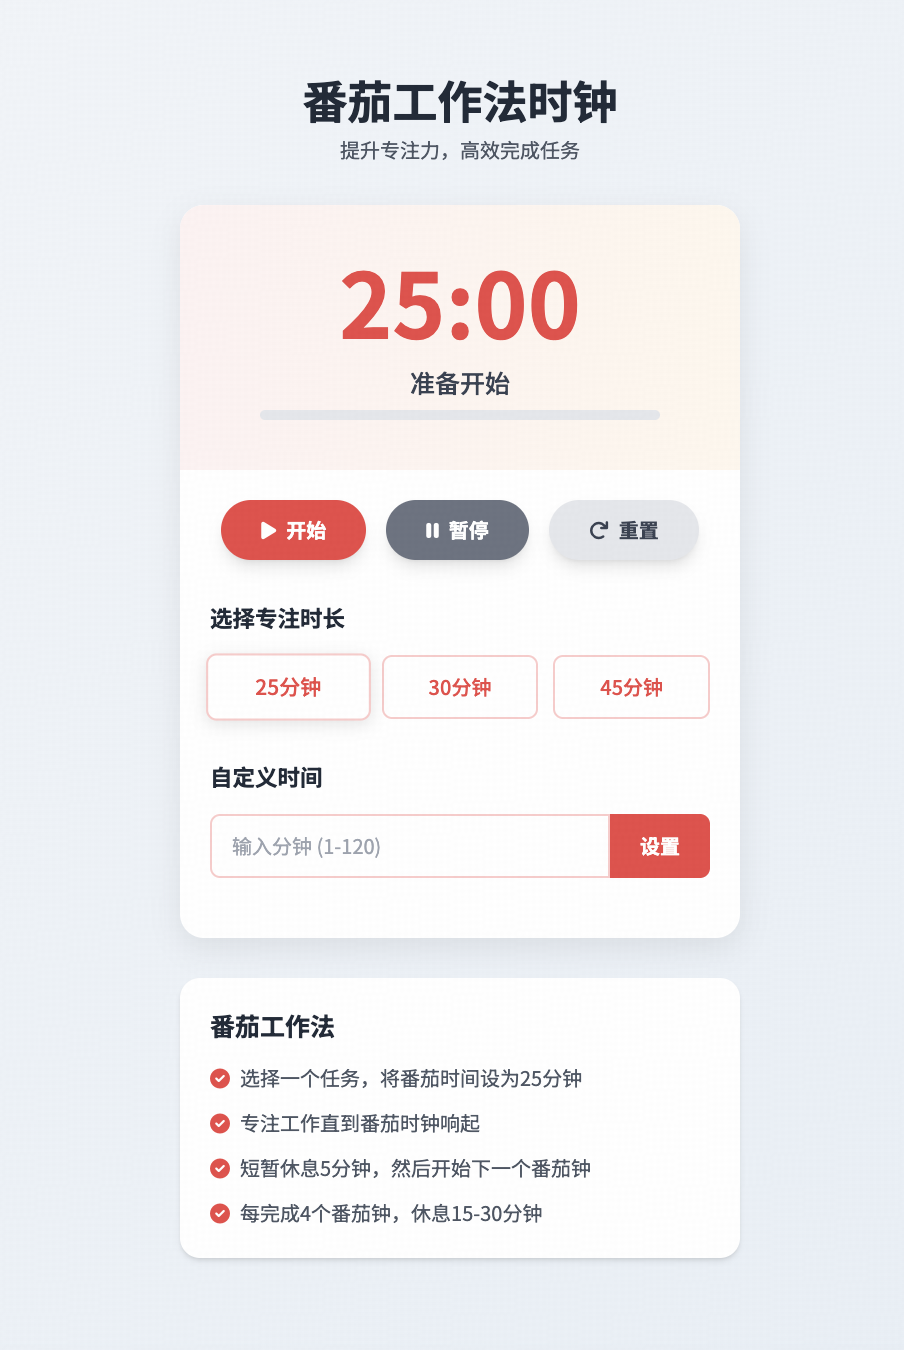 番茄工作法时钟
提升专注力，高效完成任务
25:00
准备开始
开始
暂停
重置
选择专注时长
25分钟
30分钟
45分钟
自定义时间
输入分钟 (1-120)
设置
番茄工作法
选择一个任务，将番茄时间设为25分钟
专注工作直到番茄时钟响起
短暂休息5分钟，然后开始下一个番茄钟
每完成4个番茄钟，休息15-30分钟